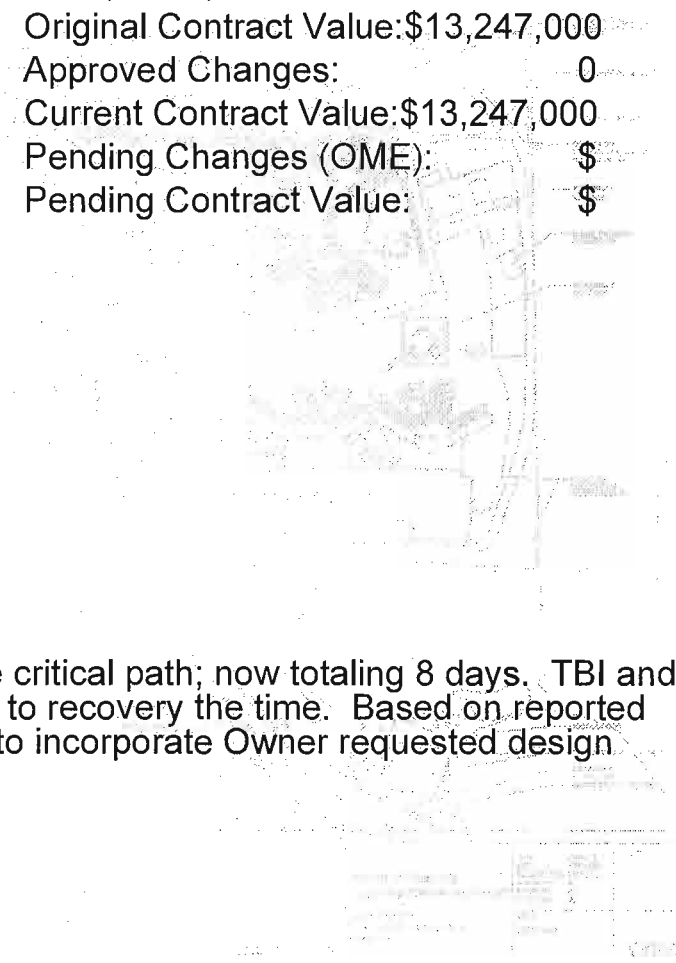 Original Contract Value:$13,247,000
Approved Changes: 0
Current Contract Value:$13,247,000
Pending Changes (OME): $
Pending Contract Value: $
critical path; now totaling 8 days. TBI and
to recovery the time. Based on reported
to incorporate Owner requested design